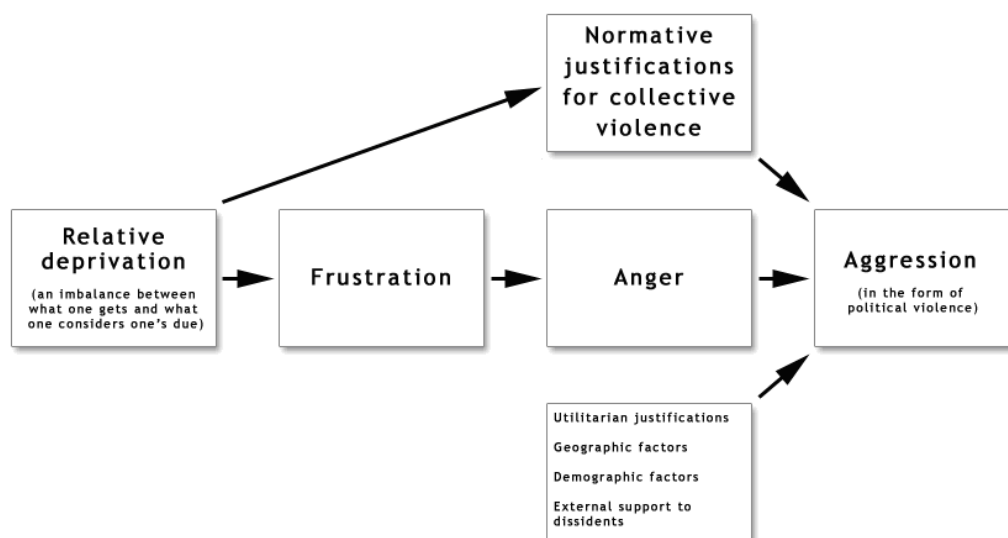 Normative
justifications
for collective
violence
Relative
deprivation
(an imbalance between
what one gets and what
one considers one's due)
Frustration
Anger
Aggression
(in the form of
political violence)
Utilitarian justifications
Geographic factors
Demographic factors
External support to
dissidents